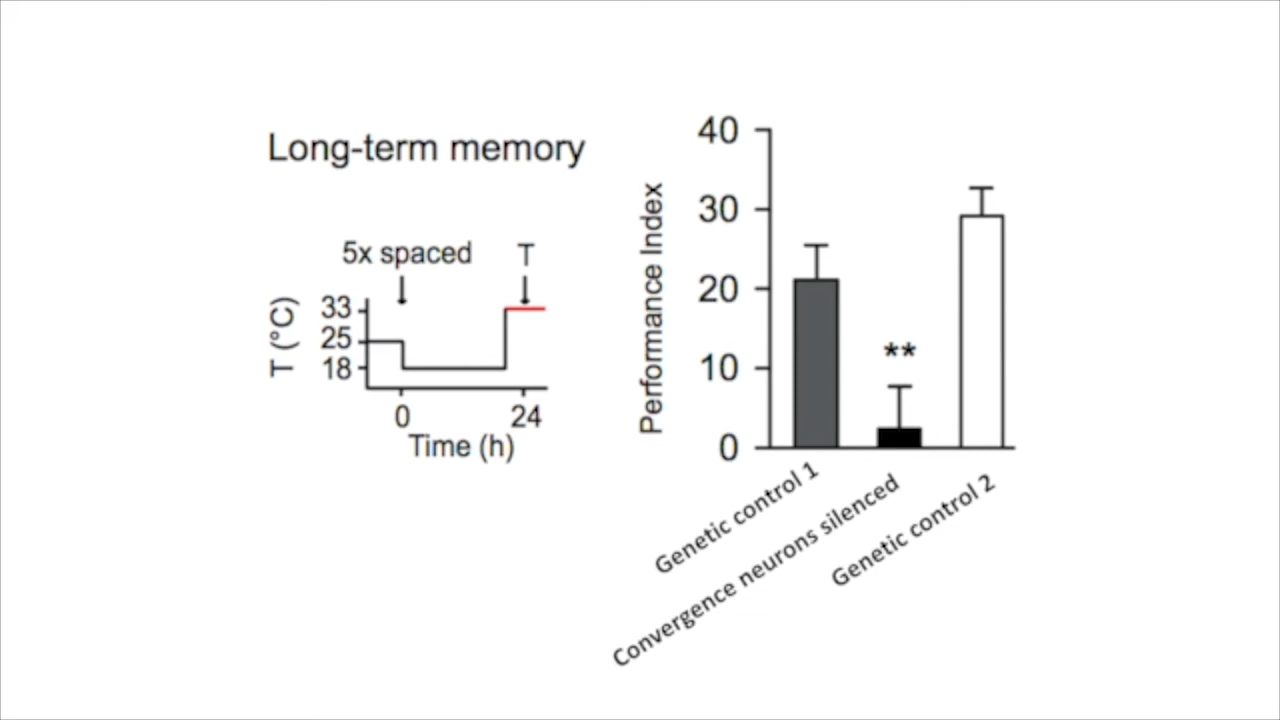 Long-term memory
5x spaced
T
T (°C)
33
25
18
0
24
Time (h)
Performance Index
40
30
20
10
0
**
Genetic control 1
Convergence neurons silenced
Genetic control 2